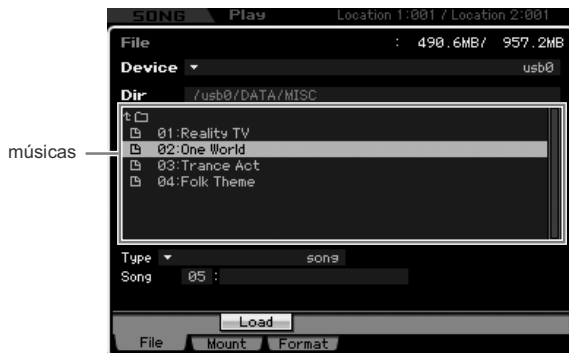 SONG Play Location 1:001 / Location 2:001
File : 490.6MB/ 957.2MB
Device usb0
Dir /usb0/DATA/MISC
t
01:Reality TV
músicas
02:One World
03:Trance Act
04:Folk Theme
Type song
Song 05 :
Load
File Mount Format